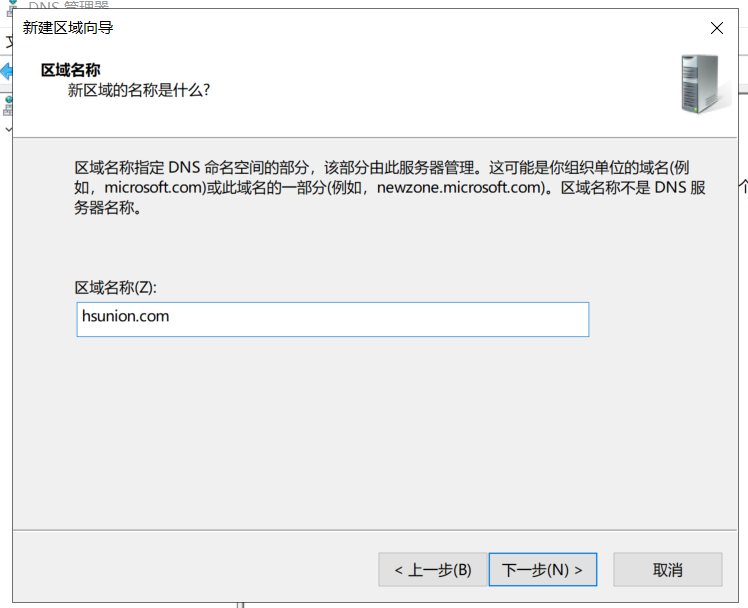 DNS 管理器
新建区域向导
区域名称
新区域的名称是什么?
区域名称指定 DNS 命名空间的部分，该部分由此服务器管理。这可能是你组织单位的域名(例
如，microsoft.com)或此域名的一部分(例如，newzone.microsoft.com)。区域名称不是 DNS 服
务器名称。
区域名称(Z):
hsunion.com
< 上一步(B)
下一步(N) >
取消